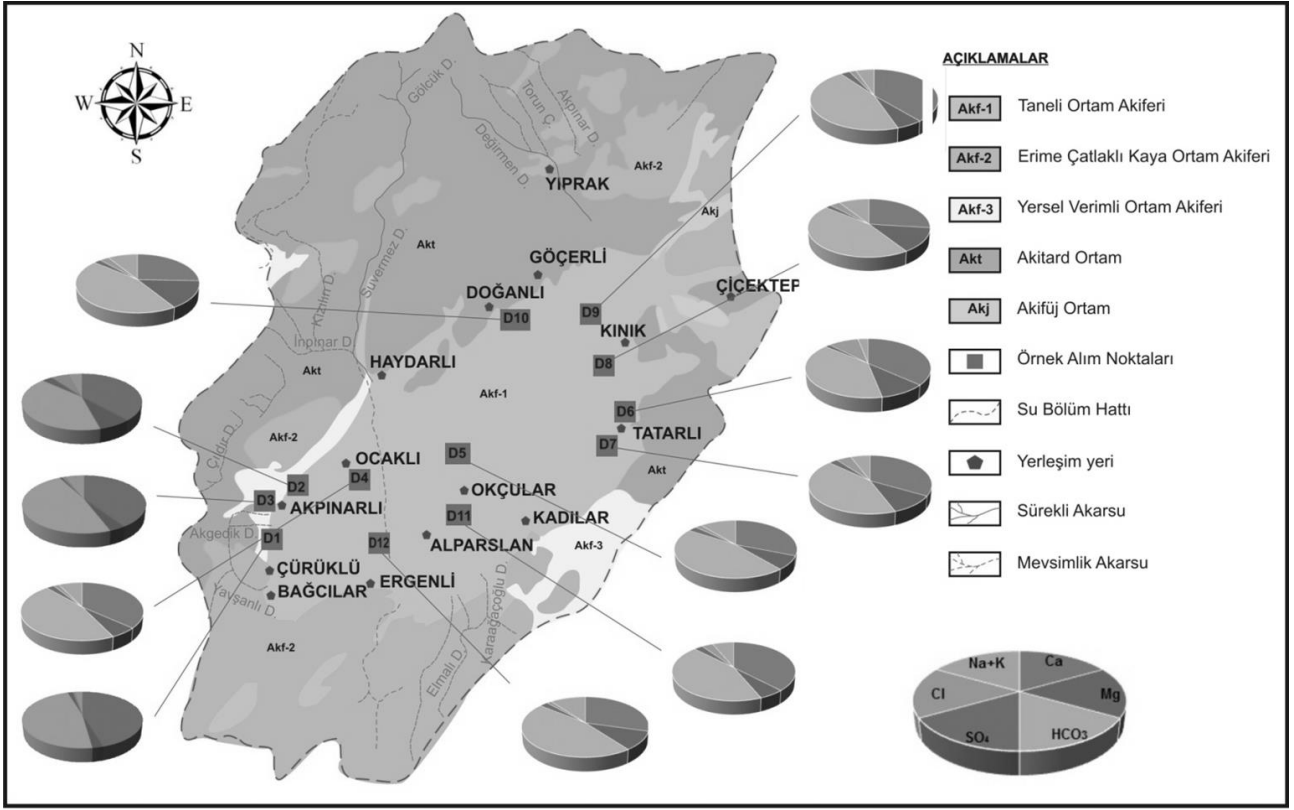 N
W E
S
AÇIKLAMALAR
Akf-1 Taneli Ortam Akiferi
Akf-2 Erime Çatlaklı Kaya Ortam Akiferi
Akf-3 Yersel Verimli Ortam Akiferi
Akt Akitard Ortam
Akj Akifüj Ortam
Örnek Alım Noktaları
Su Bölüm Hattı
Yerleşim yeri
Sürekli Akarsu
Mevsimlik Akarsu
Na+K Ca
Cl Mg
SO₄ HCO₃
Gölcük D.
Torun Ç.
Akpınar D.
Değirmen D.
YIPRAK
Akf-2
Akj
Akt
Suvermez D.
GÖÇERLİ
ÇİÇEKTEP
DOĞANLI
Kızılın D.
D10
D9
KINIK
İnpınar D.
Akt
HAYDARLI
D8
Akf-1
D6
TATARLI
Çıdır D.
Akf-2
D7
D5
Akt
OCAKLI
D4
D2
D3
AKPINARLI
OKÇULAR
D11
KADILAR
Akgedik D.
D1
D12
ALPARSLAN
Akf-3
ÇÜRÜKLÜ
BAĞCILAR
ERGENLİ
Yavşanlı D.
Karaağaçoğlu D.
Elmalı D.
Akf-2